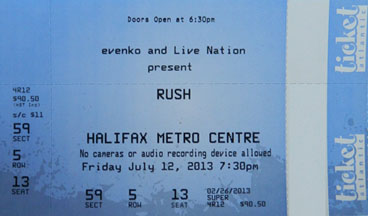 Doors Open at 6:30pm
evenko and Live Nation
present
RUSH
HALIFAX METRO CENTRE
No cameras or audio recording device allowed
Friday July 12, 2013 7:30pm
59 5 13
SECT ROW SEAT
02/26/2013
SUPER
4R12 $90.50
4R12
$90.50
s/c $11
59
SECT
5
ROW
13
SEAT
ticket
atlantic
ticket
atlantic